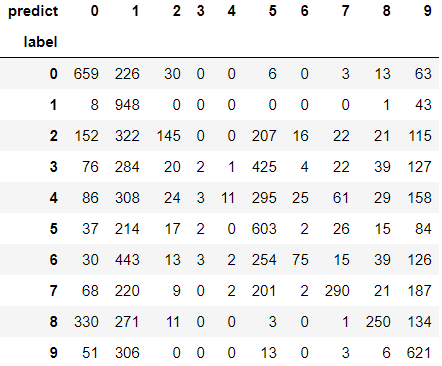 predict 0 1 2 3 4 5 6 7 8 9
label
0 659 226 30 0 0 6 0 3 13 63
1 8 948 0 0 0 0 0 0 1 43
2 152 322 145 0 0 207 16 22 21 115
3 76 284 20 2 1 425 4 22 39 127
4 86 308 24 3 11 295 25 61 29 158
5 37 214 17 2 0 603 2 26 15 84
6 30 443 13 3 2 254 75 15 39 126
7 68 220 9 0 2 201 2 290 21 187
8 330 271 11 0 0 3 0 1 250 134
9 51 306 0 0 0 13 0 3 6 621